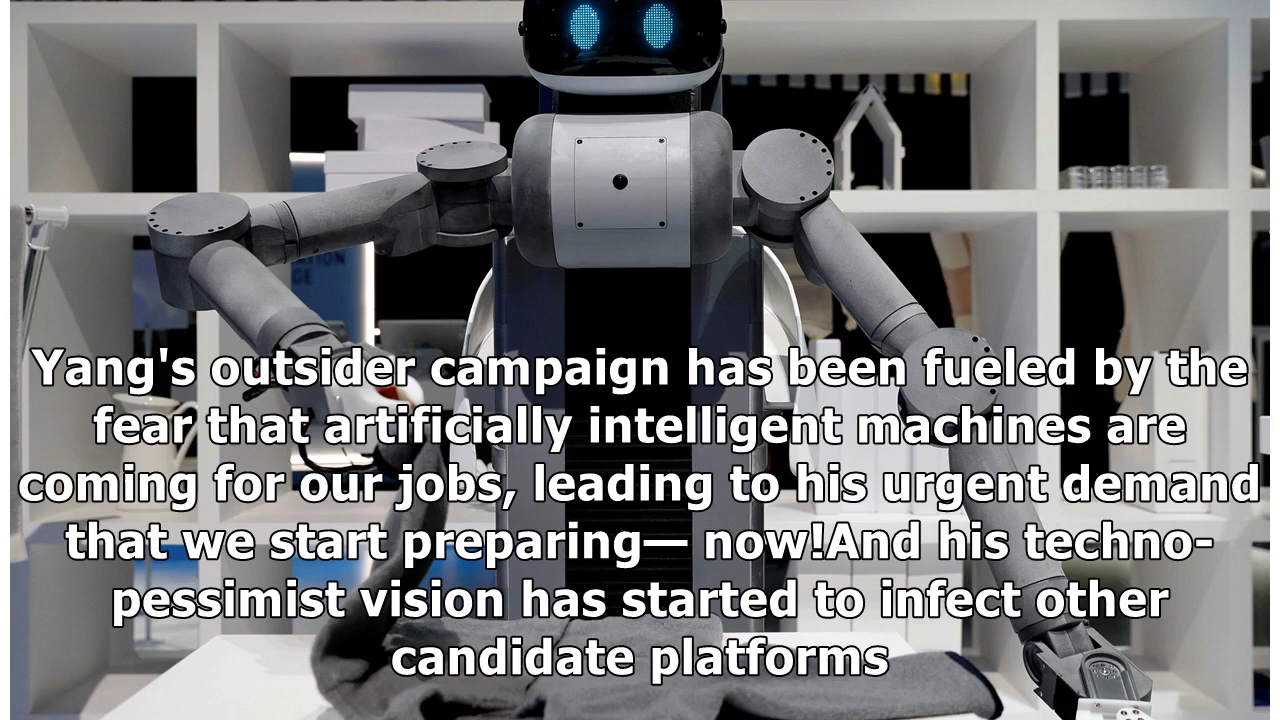 Yang's outsider campaign has been fueled by the
fear that artificially intelligent machines are
coming for our jobs, leading to his urgent demand
that we start preparing— now!And his techno-
pessimist vision has started to infect other
candidate platforms